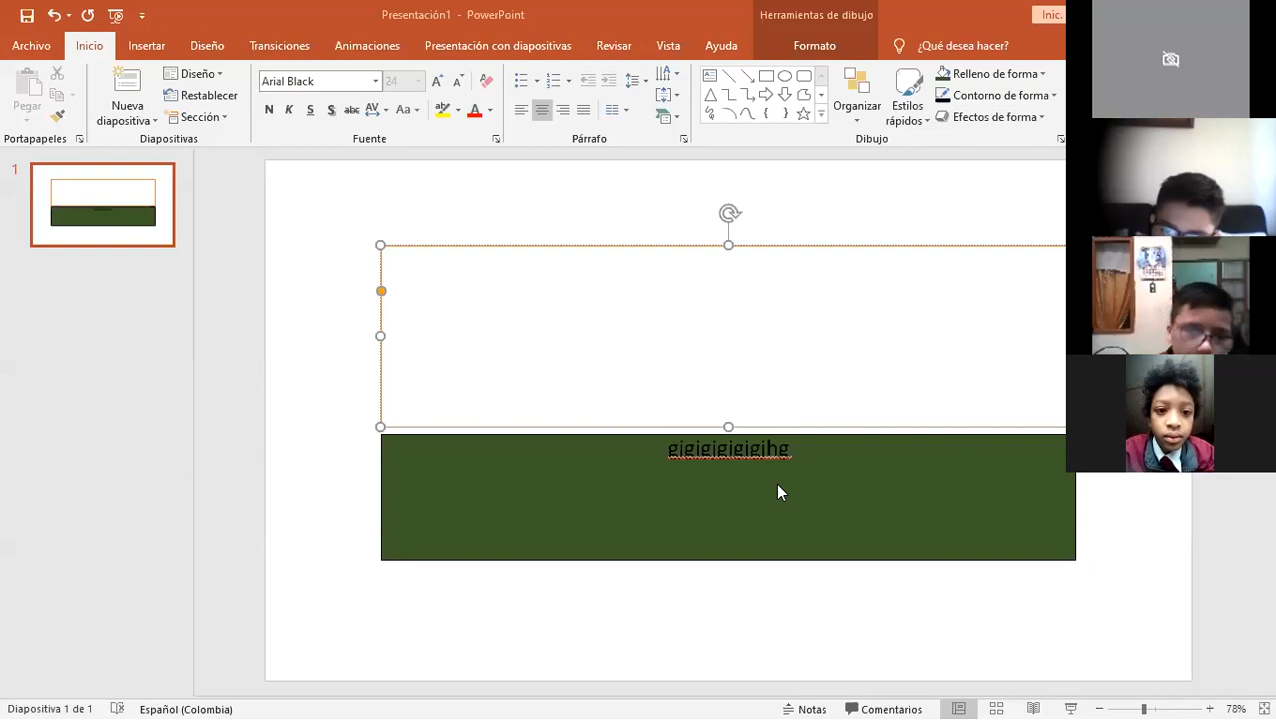 Presentación1 - PowerPoint
Herramientas de dibujo
Inic.
Archivo
Inicio
Insertar
Diseño
Transiciones
Animaciones
Presentación con diapositivas
Revisar
Vista
Ayuda
Formato
¿Qué desea hacer?
Pegar
Nueva
diapositiva
Diseño
Restablecer
Sección
Arial Black
24
N K S S abc AV Aa
A
Organizar
Estilos
rápidos
Relleno de forma
Contorno de forma
Efectos de forma
Portapapeles
Diapositivas
Fuente
Párrafo
Dibujo
1
gigigigigigihg
Diapositiva 1 de 1
Español (Colombia)
Notas
Comentarios
78%